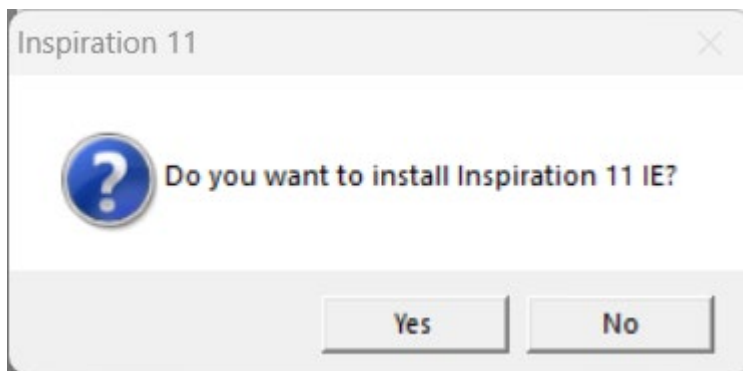 Inspiration 11
Do you want to install Inspiration 11 IE?
Yes
No